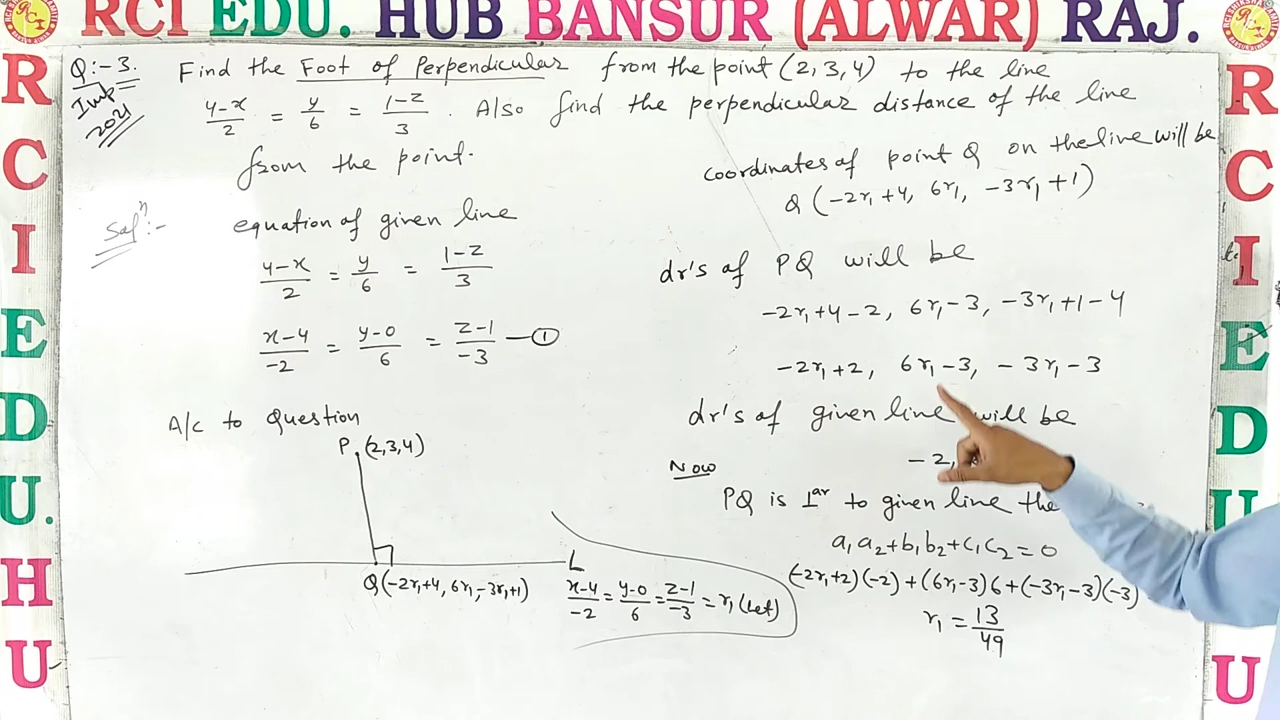 RCI EDU. HUB BANSUR (ALWAR) RAJ.
R
C
I
E
D
U.
H
U
R
C
I
E
D
U
U
Q:-3. Find the Foot of Perpendicular from the point (2,3,4) to the line
Imp 2021
4-x/2 = y/6 = 1-z/3 . Also find the perpendicular distance of the line
from the point.
Solⁿ:-
equation of given line
4-x/2 = y/6 = 1-z/3
x-4/-2 = y-0/6 = z-1/-3 — ①
A/c to Question
P (2,3,4)
L
Q(-2r₁+4, 6r₁, -3r₁+1)
x-4/-2 = y-0/6 = z-1/-3 = r₁ (Let)
coordinates of point Q on the line will be
Q (-2r₁+4, 6r₁, -3r₁+1)
dr's of PQ will be
-2r₁+4-2, 6r₁-3, -3r₁+1-4
-2r₁+2, 6r₁-3, -3r₁-3
dr's of given line will be
-2,
Now
PQ is ⊥ᵃʳ to given line
a₁a₂+b₁b₂+c₁c₂=0
(-2r₁+2)(-2)+(6r₁-3)6+(-3r₁-3)(-3)
r₁ = 13/49